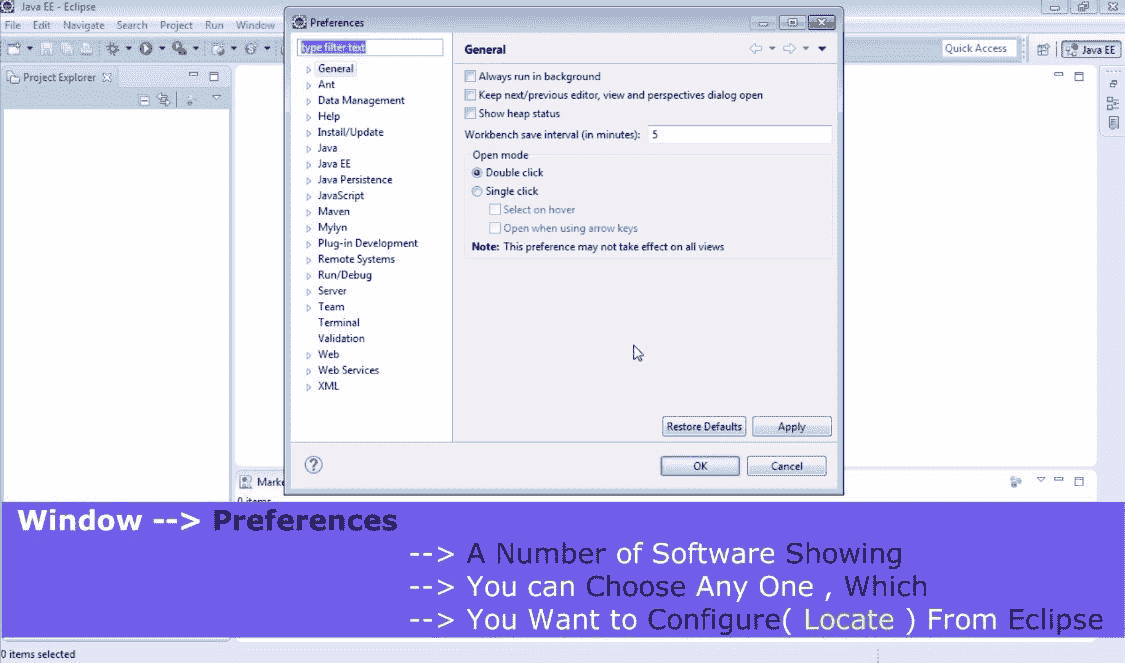 Java EE - Eclipse
File Edit Navigate Search Project Run Window
Quick Access
Java EE
Project Explorer
Preferences
type filter text
General
Ant
Data Management
Help
Install/Update
Java
Java EE
Java Persistence
JavaScript
Maven
Mylyn
Plug-in Development
Remote Systems
Run/Debug
Server
Team
Terminal
Validation
Web
Web Services
XML
General
Always run in background
Keep next/previous editor, view and perspectives dialog open
Show heap status
Workbench save interval (in minutes): 5
Open mode
Double click
Single click
Select on hover
Open when using arrow keys
Note: This preference may not take effect on all views
Restore Defaults Apply
OK Cancel
Marke
0 items
Window --> Preferences
--> A Number of Software Showing
--> You can Choose Any One , Which
--> You Want to Configure( Locate ) From Eclipse
0 items selected